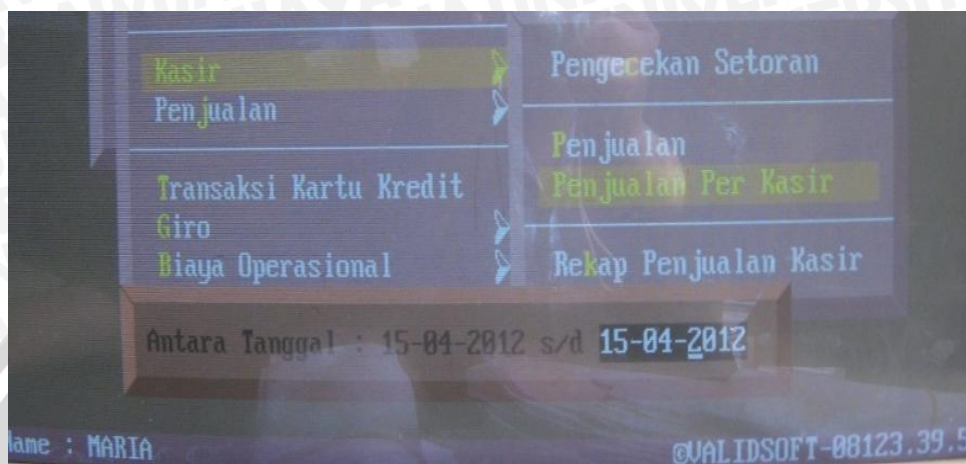 Kasir
Penjualan
Transaksi Kartu Kredit
Giro
Biaya Operasional
Pengecekan Setoran
Penjualan
Penjualan Per Kasir
Rekap Penjualan Kasir
Antara Tanggal : 15-04-2012 s/d 15-04-2012
Name : MARIA
©VALIDSOFT-08123.39.5